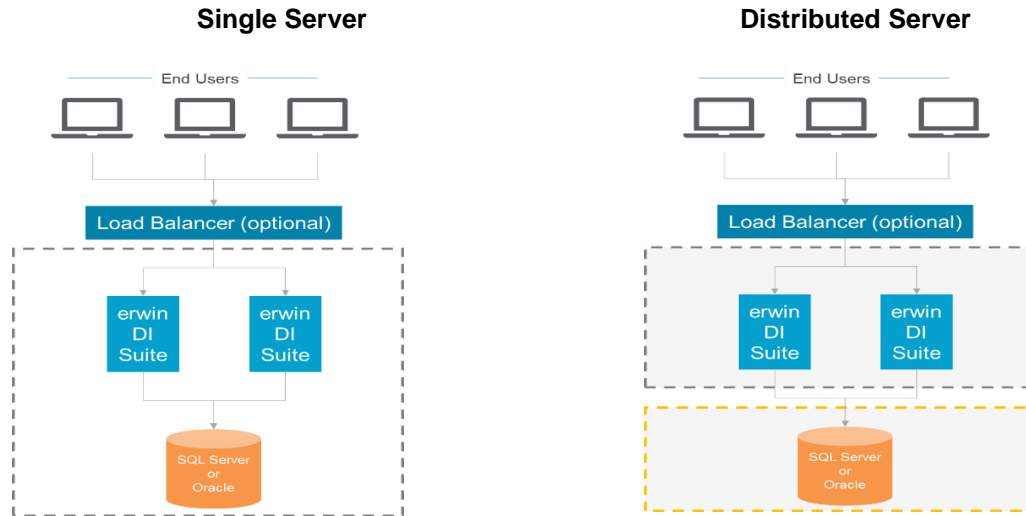 Single Server
End Users
Load Balancer (optional)
erwin
DI
Suite
erwin
DI
Suite
SQL Server
or
Oracle
Distributed Server
End Users
Load Balancer (optional)
erwin
DI
Suite
erwin
DI
Suite
SQL Server
or
Oracle